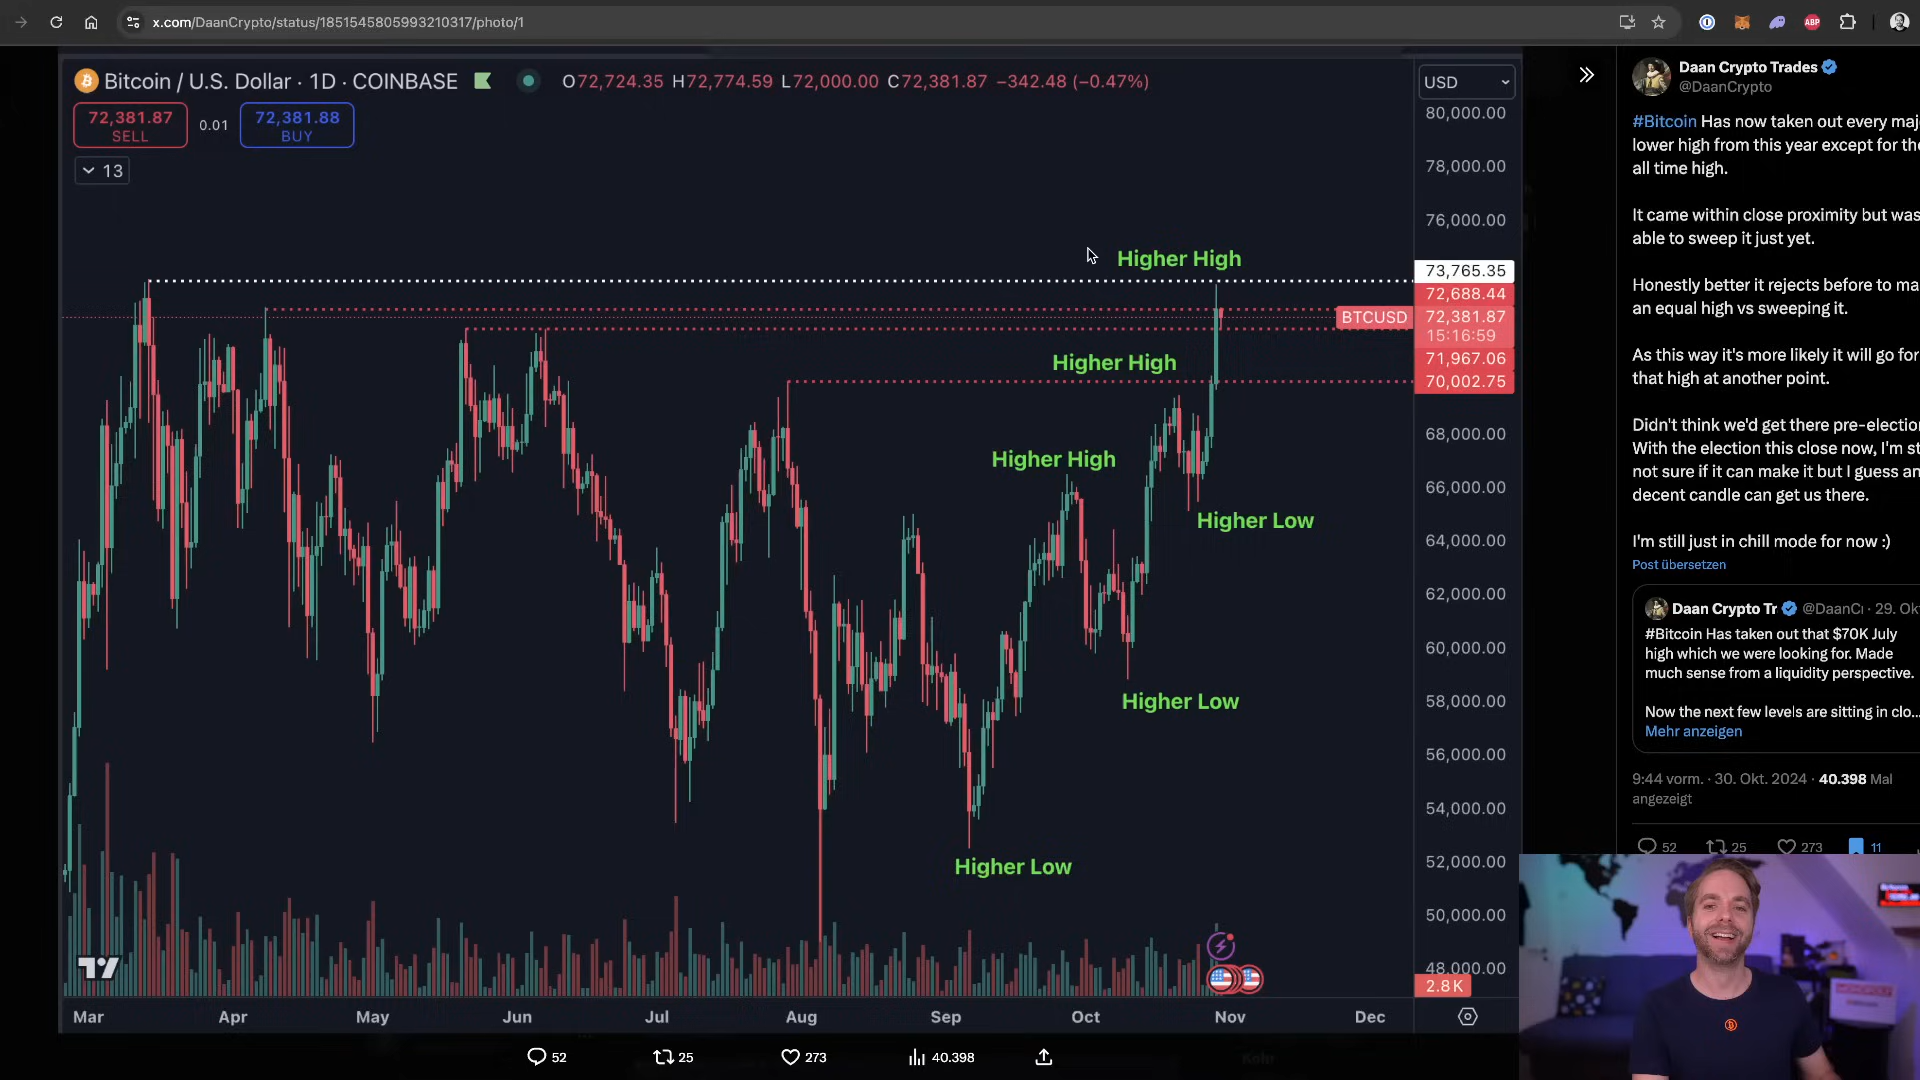 x.com/DaanCrypto/status/1851545805993210317/photo/1
ABP
Bitcoin / U.S. Dollar · 1D · COINBASE
O72,724.35 H72,774.59 L72,000.00 C72,381.87 −342.48 (−0.47%)
72,381.87
SELL
0.01
72,381.88
BUY
13
USD
80,000.00
78,000.00
76,000.00
73,765.35
72,688.44
BTCUSD
72,381.87
15:16:59
71,967.06
70,002.75
68,000.00
66,000.00
64,000.00
62,000.00
60,000.00
58,000.00
56,000.00
54,000.00
52,000.00
50,000.00
48,000.00
2.8K
Higher High
Higher High
Higher High
Higher Low
Higher Low
Higher Low
Mar Apr May Jun Jul Aug Sep Oct Nov Dec
52 25 273 40.398
Daan Crypto Trades
@DaanCrypto
#Bitcoin Has now taken out every maj
lower high from this year except for the
all time high.
It came within close proximity but was
able to sweep it just yet.
Honestly better it rejects before to ma
an equal high vs sweeping it.
As this way it's more likely it will go for
that high at another point.
Didn't think we'd get there pre-election
With the election this close now, I'm st
not sure if it can make it but I guess an
decent candle can get us there.
I'm still just in chill mode for now :)
Post übersetzen
Daan Crypto Tr @DaanCr · 29. Ok
#Bitcoin Has taken out that $70K July
high which we were looking for. Made
much sense from a liquidity perspective.
Now the next few levels are sitting in clo...
Mehr anzeigen
9:44 vorm. · 30. Okt. 2024 · 40.398 Mal
angezeigt
52 25 273 11